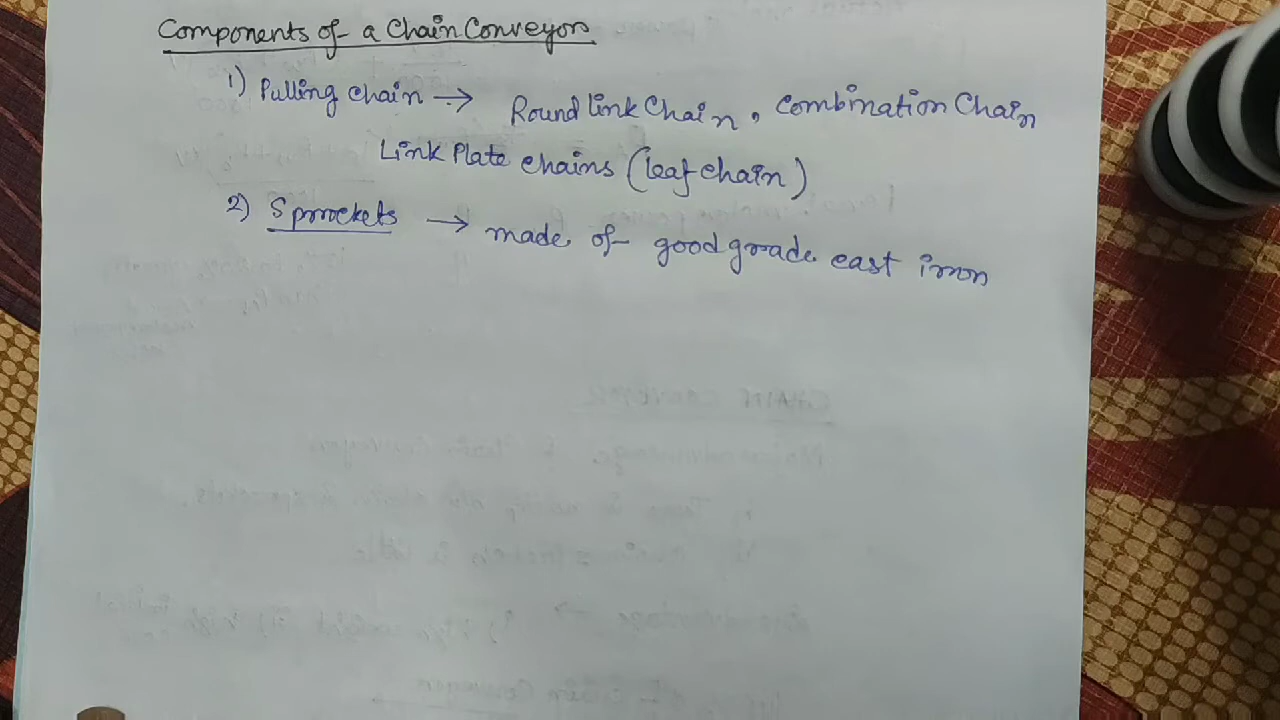 Components of a Chain Conveyor
1) Pulling chain → Round link Chain, Combination Chain
Link Plate chains (leaf chain)
2) Sprockets → made of good grade cast iron